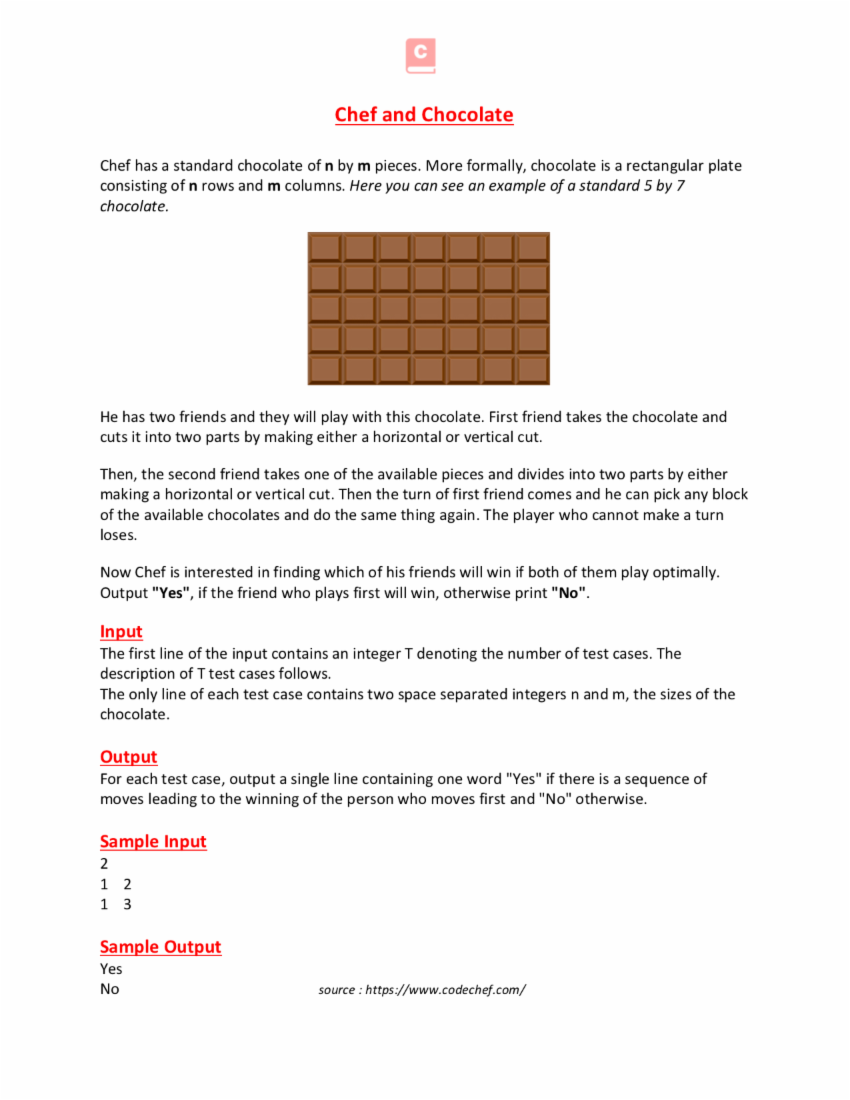 C
Chef and Chocolate
Chef has a standard chocolate of n by m pieces. More formally, chocolate is a rectangular plate
consisting of n rows and m columns. Here you can see an example of a standard 5 by 7
chocolate.
He has two friends and they will play with this chocolate. First friend takes the chocolate and
cuts it into two parts by making either a horizontal or vertical cut.
Then, the second friend takes one of the available pieces and divides into two parts by either
making a horizontal or vertical cut. Then the turn of first friend comes and he can pick any block
of the available chocolates and do the same thing again. The player who cannot make a turn
loses.
Now Chef is interested in finding which of his friends will win if both of them play optimally.
Output "Yes", if the friend who plays first will win, otherwise print "No".
Input
The first line of the input contains an integer T denoting the number of test cases. The
description of T test cases follows.
The only line of each test case contains two space separated integers n and m, the sizes of the
chocolate.
Output
For each test case, output a single line containing one word "Yes" if there is a sequence of
moves leading to the winning of the person who moves first and "No" otherwise.
Sample Input
2
1 2
1 3
Sample Output
Yes
No source : https://www.codechef.com/